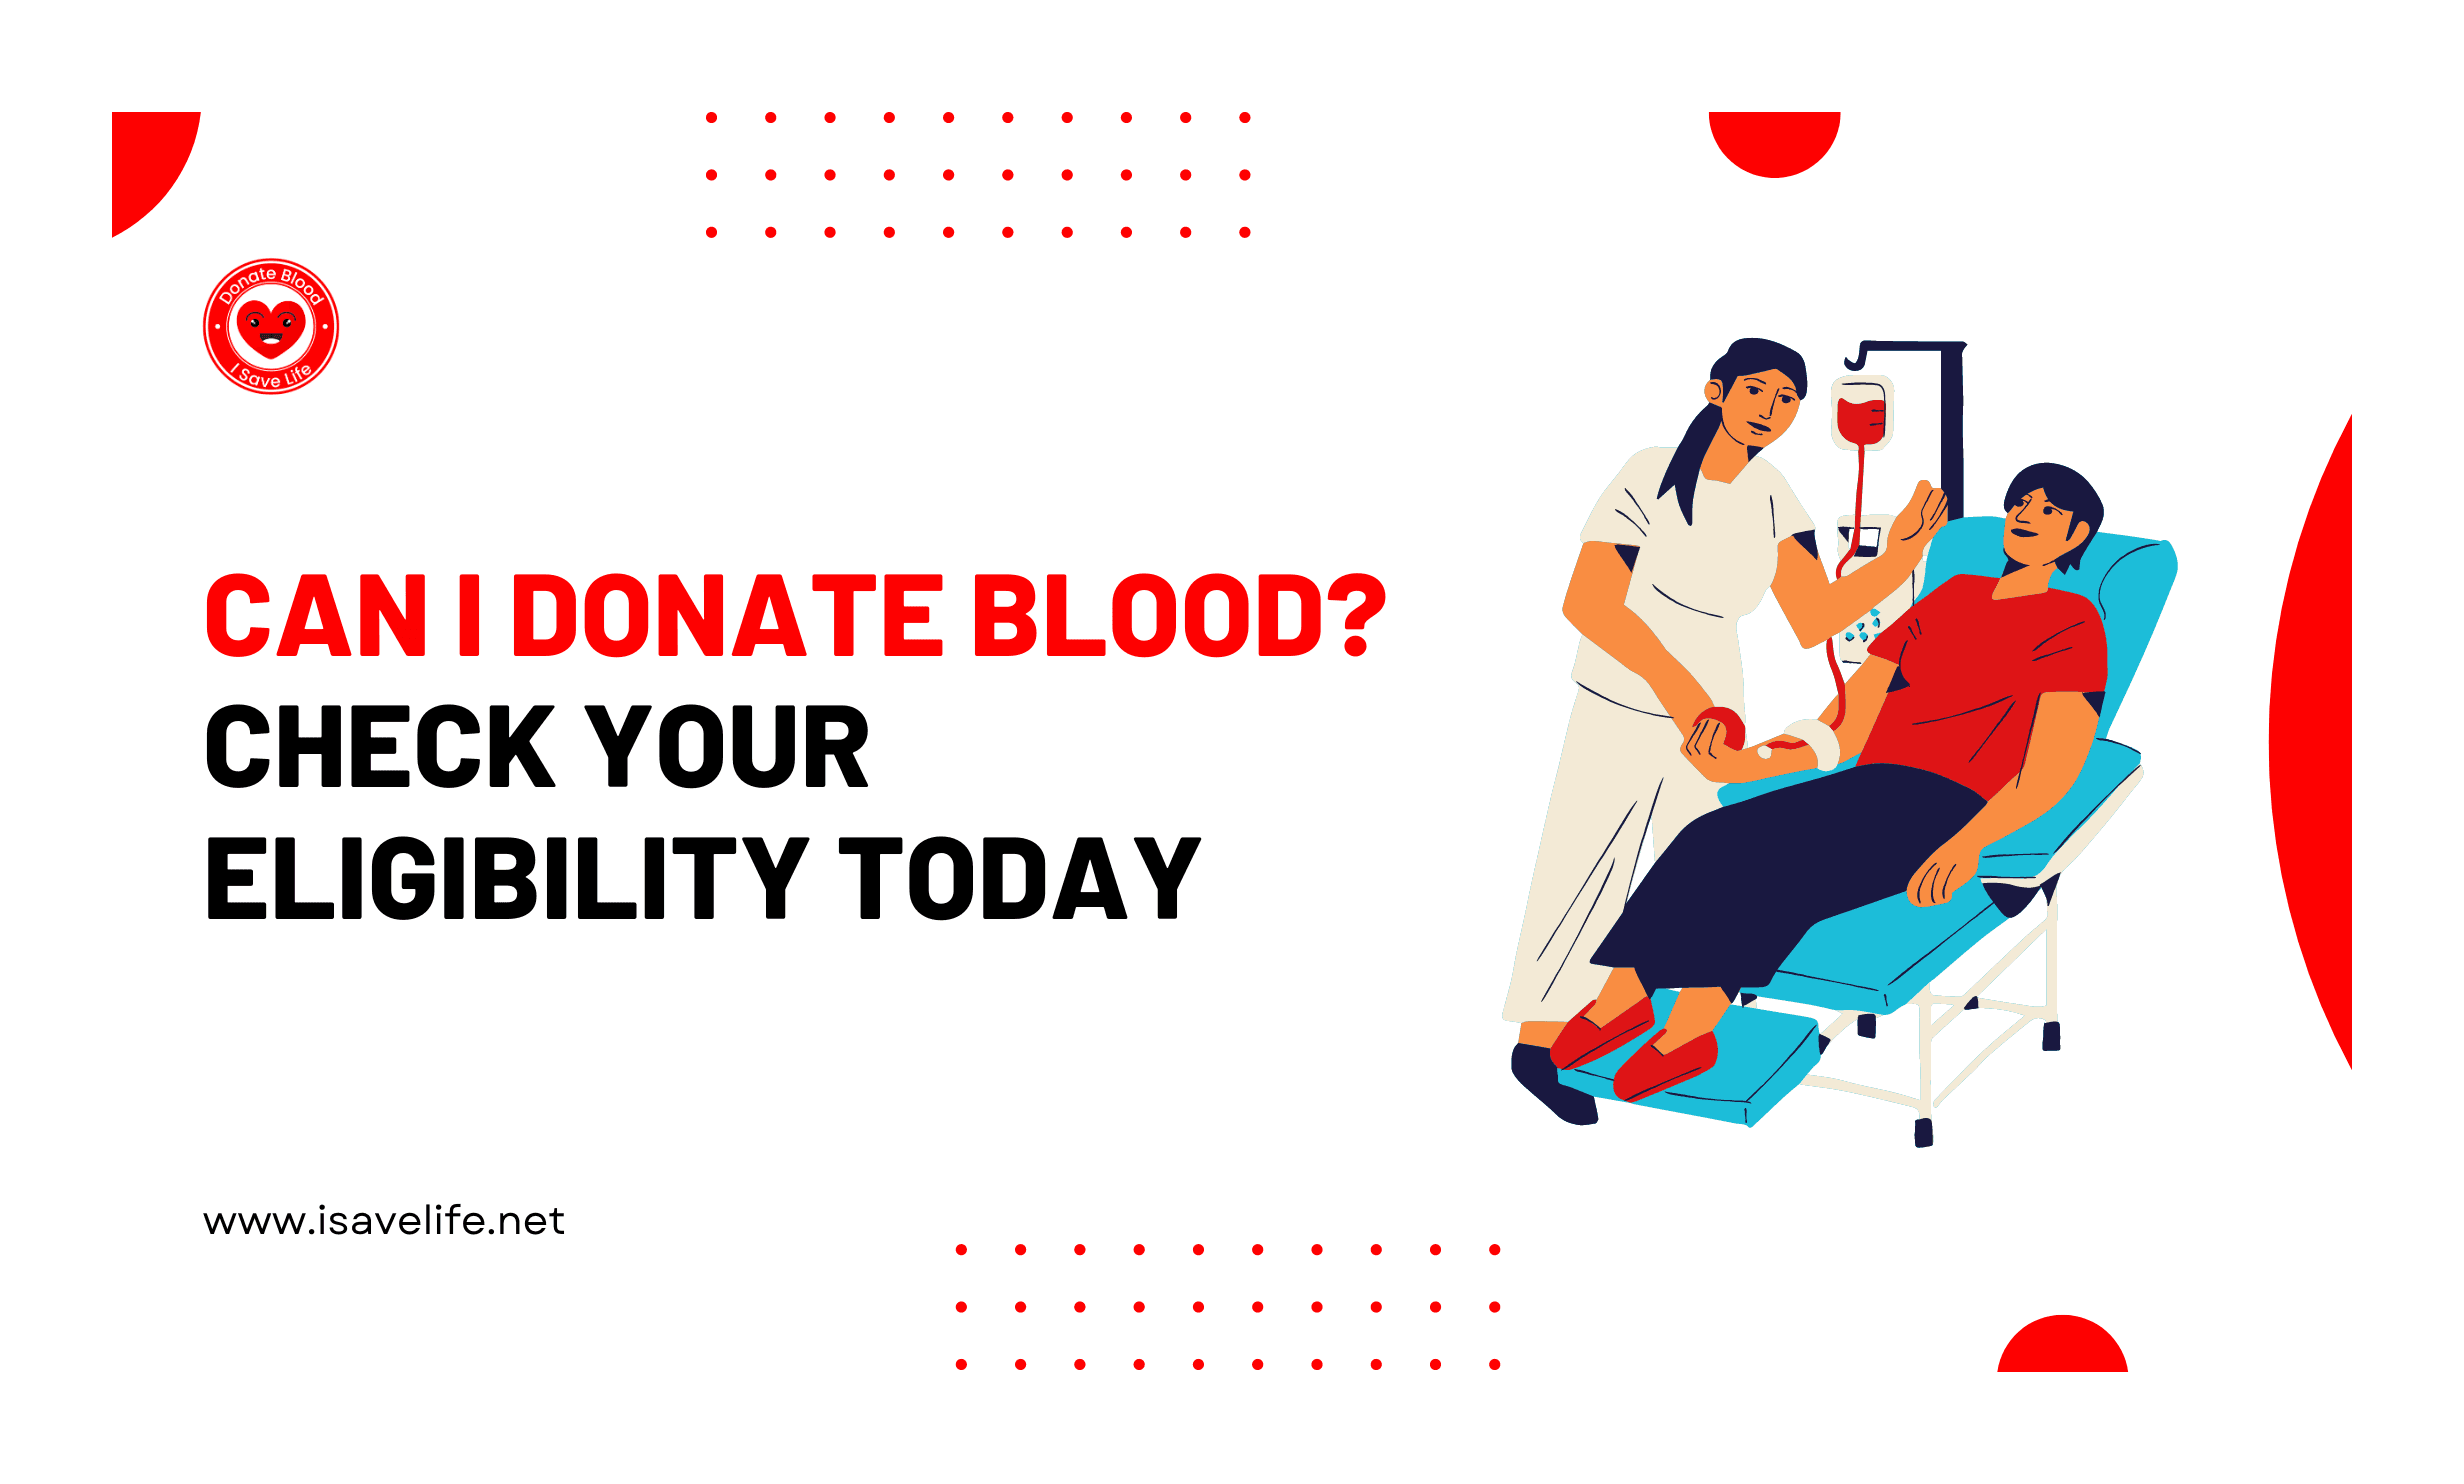 Donate Blood
I Save Life
CAN I DONATE BLOOD?
CHECK YOUR
ELIGIBILITY TODAY
www.isavelife.net